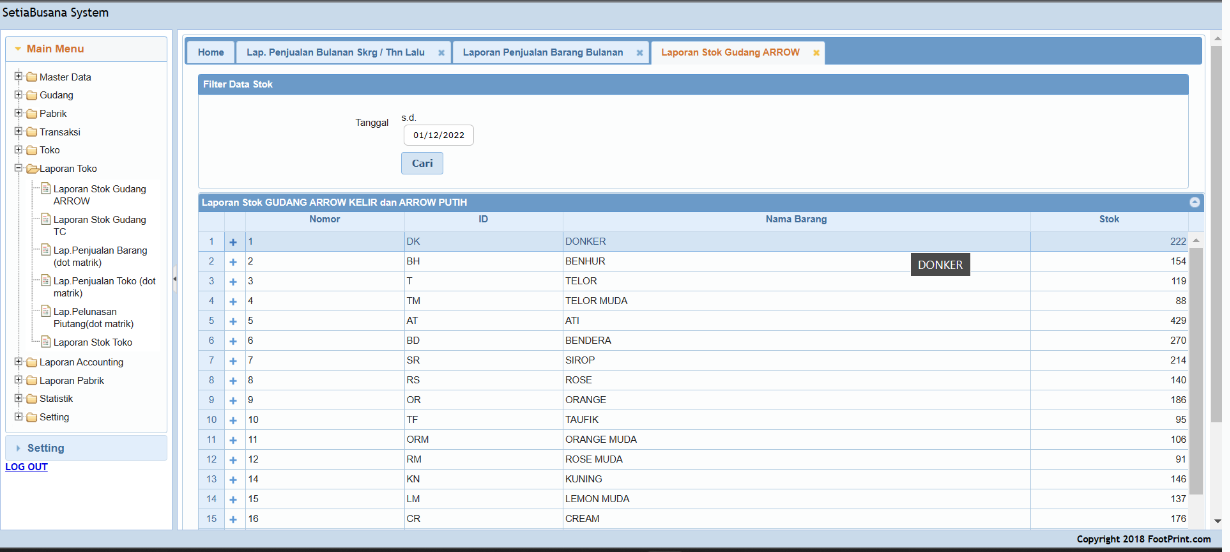 SetiaBusana System
Main Menu
Master Data
Gudang
Pabrik
Transaksi
Toko
Laporan Toko
Laporan Stok Gudang
ARROW
Laporan Stok Gudang
TC
Lap.Penjualan Barang
(dot matrik)
Lap.Penjualan Toko (dot
matrik)
Lap.Pelunasan
Piutang(dot matrik)
Laporan Stok Toko
Laporan Accounting
Laporan Pabrik
Statistik
Setting
Setting
LOG OUT
Home Lap. Penjualan Bulanan Skrg / Thn Lalu Laporan Penjualan Barang Bulanan Laporan Stok Gudang ARROW
Filter Data Stok
Tanggal s.d.
01/12/2022
Cari
Laporan Stok GUDANG ARROW KELIR dan ARROW PUTIH
Nomor ID Nama Barang Stok
1 1 DK DONKER 222
2 2 BH BENHUR 154
DONKER
3 3 T TELOR 119
4 4 TM TELOR MUDA 88
5 5 AT ATI 429
6 6 BD BENDERA 270
7 7 SR SIROP 214
8 8 RS ROSE 140
9 9 OR ORANGE 186
10 10 TF TAUFIK 95
11 11 ORM ORANGE MUDA 106
12 12 RM ROSE MUDA 91
13 14 KN KUNING 146
14 15 LM LEMON MUDA 137
15 16 CR CREAM 176
Copyright 2018 FootPrint.com